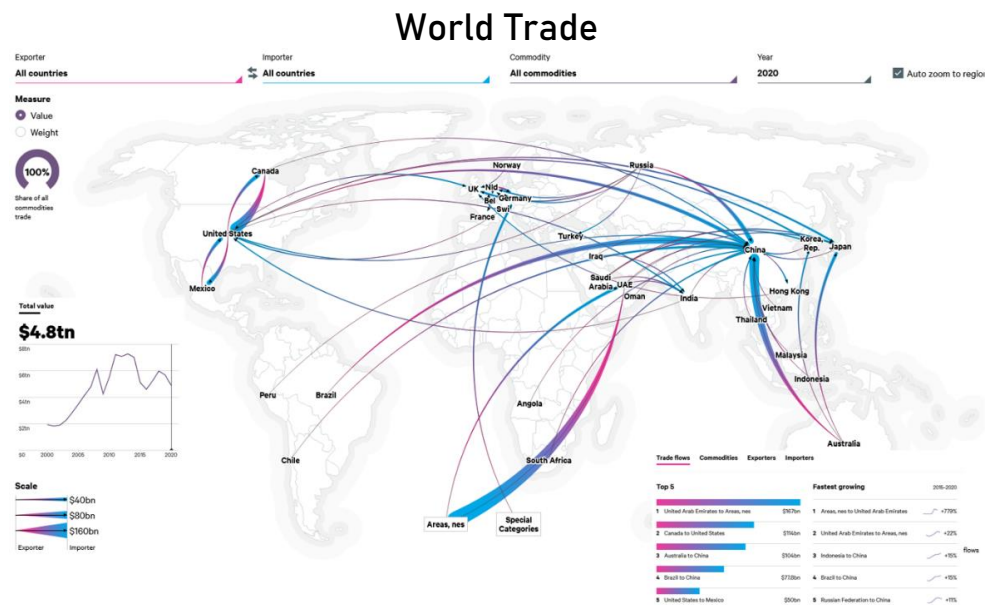 World Trade
Exporter
All countries
Importer
All countries
Commodity
All commodities
Year
2020
Auto zoom to regio
Measure
Value
Weight
100%
Share of all
commodities
trade
Canada
United States
Mexico
Norway
Russia
UK
Nld
Bel
Germany
Swi
France
Turkey
Iraq
Saudi
Arabia
UAE
Oman
India
China
Korea,
Rep.
Japan
Hong Kong
Vietnam
Thailand
Malaysia
Indonesia
Australia
Peru
Brazil
Chile
Angola
South Africa
Areas, nes
Special
Categories
Total value
$4.8tn
$8tn
$6tn
$4tn
$2tn
$0
2000
2005
2010
2015
2020
Scale
$40bn
$80bn
$160bn
Exporter
Importer
Trade flows
Commodities
Exporters
Importers
Top 5
1 United Arab Emirates to Areas, nes $167bn
2 Canada to United States $114bn
3 Australia to China $104bn
4 Brazil to China
5 United States to Mexico $50bn
Fastest growing 2015-2020
1 Areas, nes to United Arab Emirates +779%
2 United Arab Emirates to Areas, nes +22%
3 Indonesia to China +15%
4 Brazil to China +15%
5 Russian Federation to China +11%
flows